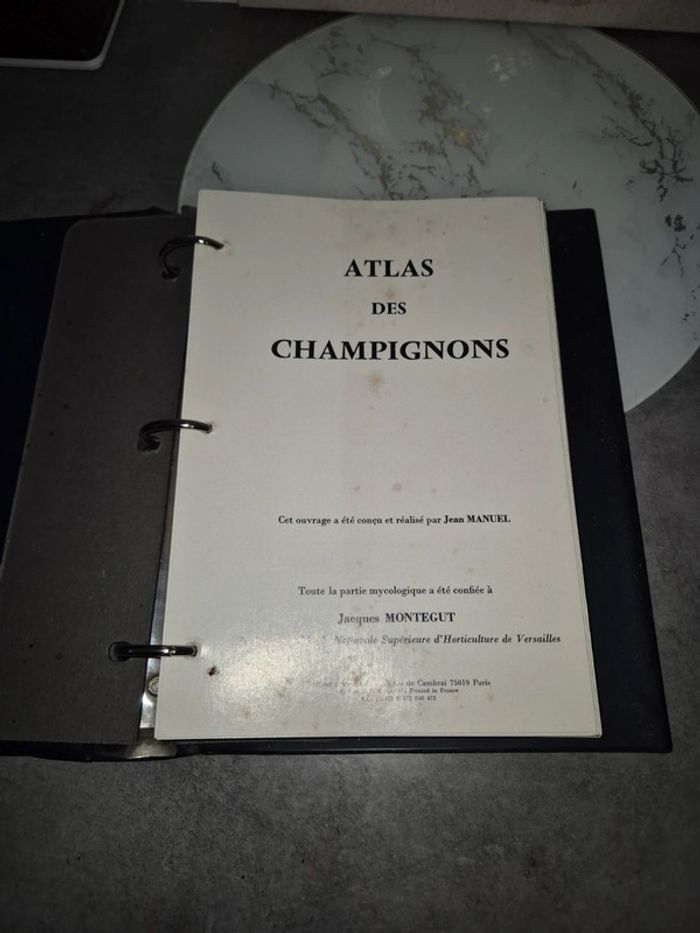 ATLAS
DES
CHAMPIGNONS
Cet ouvrage a été conçu et réalisé par Jean MANUEL
Toute la partie mycologique a été confiée à
Jacques MONTEGUT
Nationale Supérieure d'Horticulture de Versailles
de Cambrai 75019 Paris
Printed in France